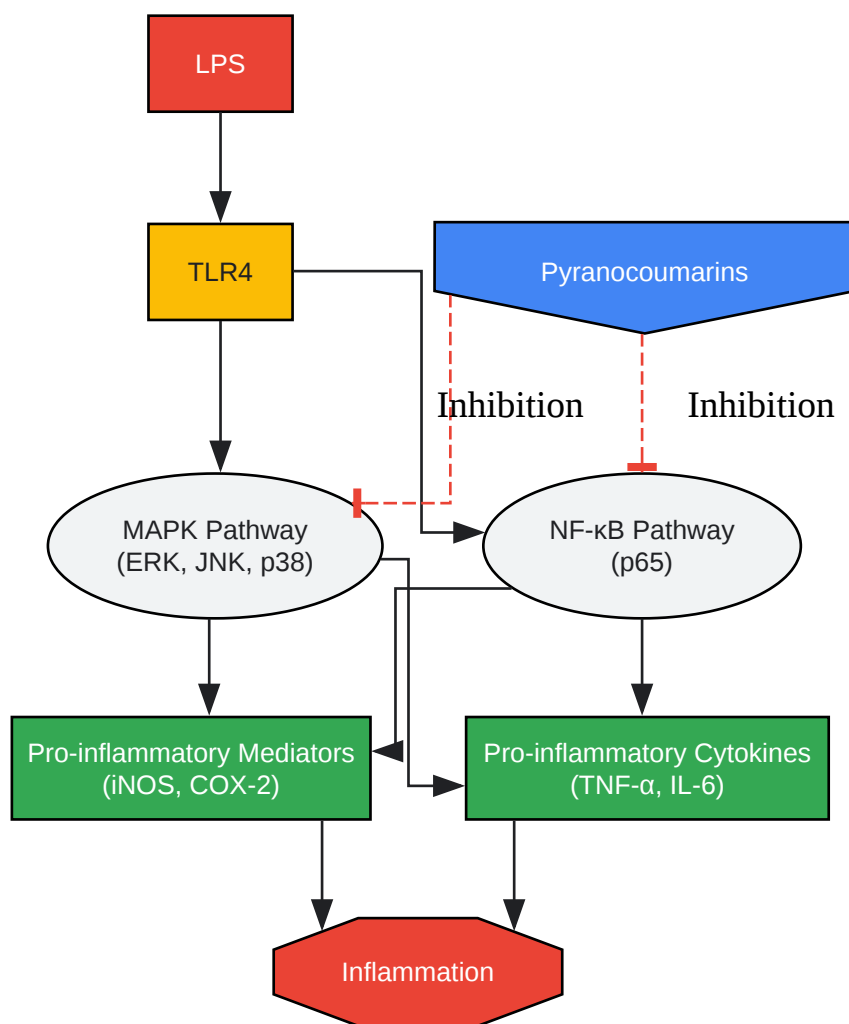 LPS
TLR4
Pyranocoumarins
Inhibition
Inhibition
MAPK Pathway
(ERK, JNK, p38)
NF-κB Pathway
(p65)
Pro-inflammatory Mediators
(iNOS, COX-2)
Pro-inflammatory Cytokines
(TNF-α, IL-6)
Inflammation